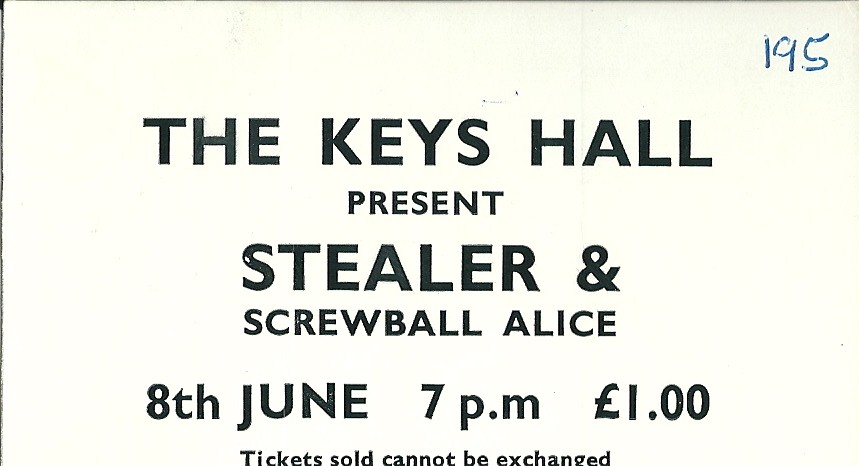 195
THE KEYS HALL
PRESENT
STEALER &
SCREWBALL ALICE
8th JUNE 7 p.m £1.00
Tickets sold cannot be exchanged